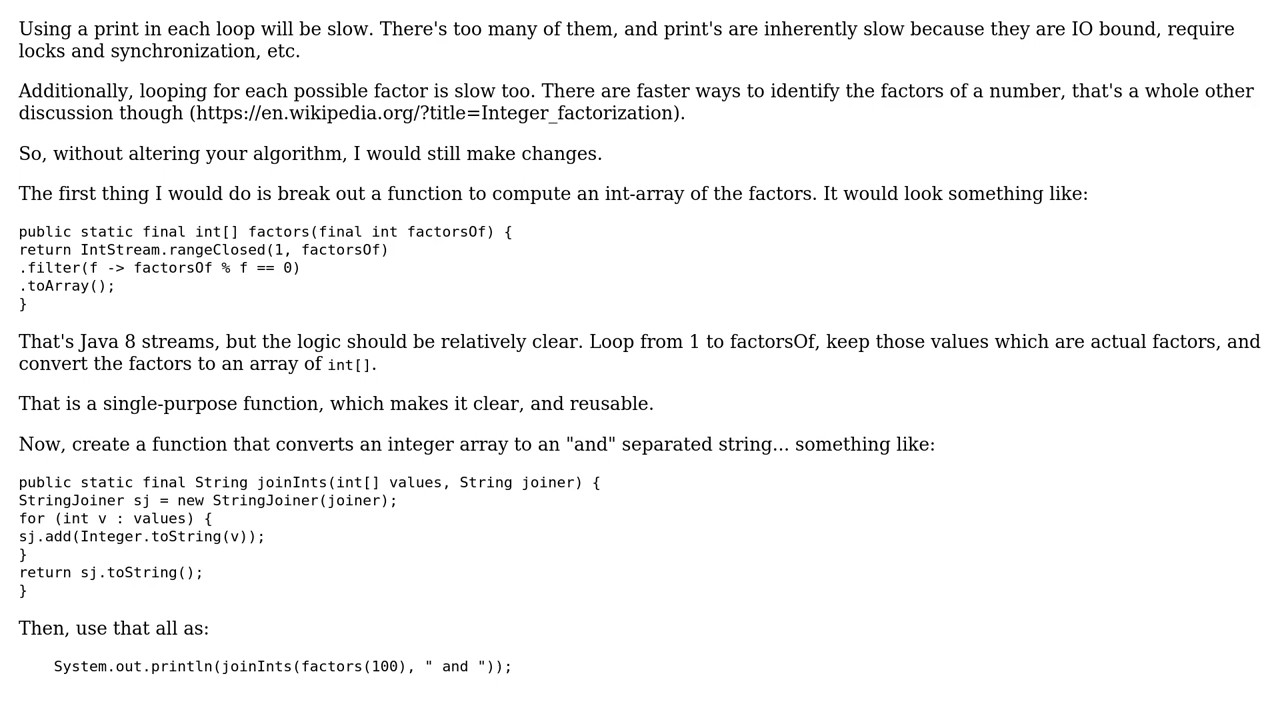 Using a print in each loop will be slow. There's too many of them, and print's are inherently slow because they are IO bound, require
locks and synchronization, etc.
Additionally, looping for each possible factor is slow too. There are faster ways to identify the factors of a number, that's a whole other
discussion though (https://en.wikipedia.org/?title=Integer_factorization).
So, without altering your algorithm, I would still make changes.
The first thing I would do is break out a function to compute an int-array of the factors. It would look something like:
public static final int[] factors(final int factorsOf) {
return IntStream.rangeClosed(1, factorsOf)
.filter(f -> factorsOf % f == 0)
.toArray();
}
That's Java 8 streams, but the logic should be relatively clear. Loop from 1 to factorsOf, keep those values which are actual factors, and
convert the factors to an array of int[].
That is a single-purpose function, which makes it clear, and reusable.
Now, create a function that converts an integer array to an "and" separated string... something like:
public static final String joinInts(int[] values, String joiner) {
StringJoiner sj = new StringJoiner(joiner);
for (int v : values) {
sj.add(Integer.toString(v));
}
return sj.toString();
}
Then, use that all as:
System.out.println(joinInts(factors(100), " and "));